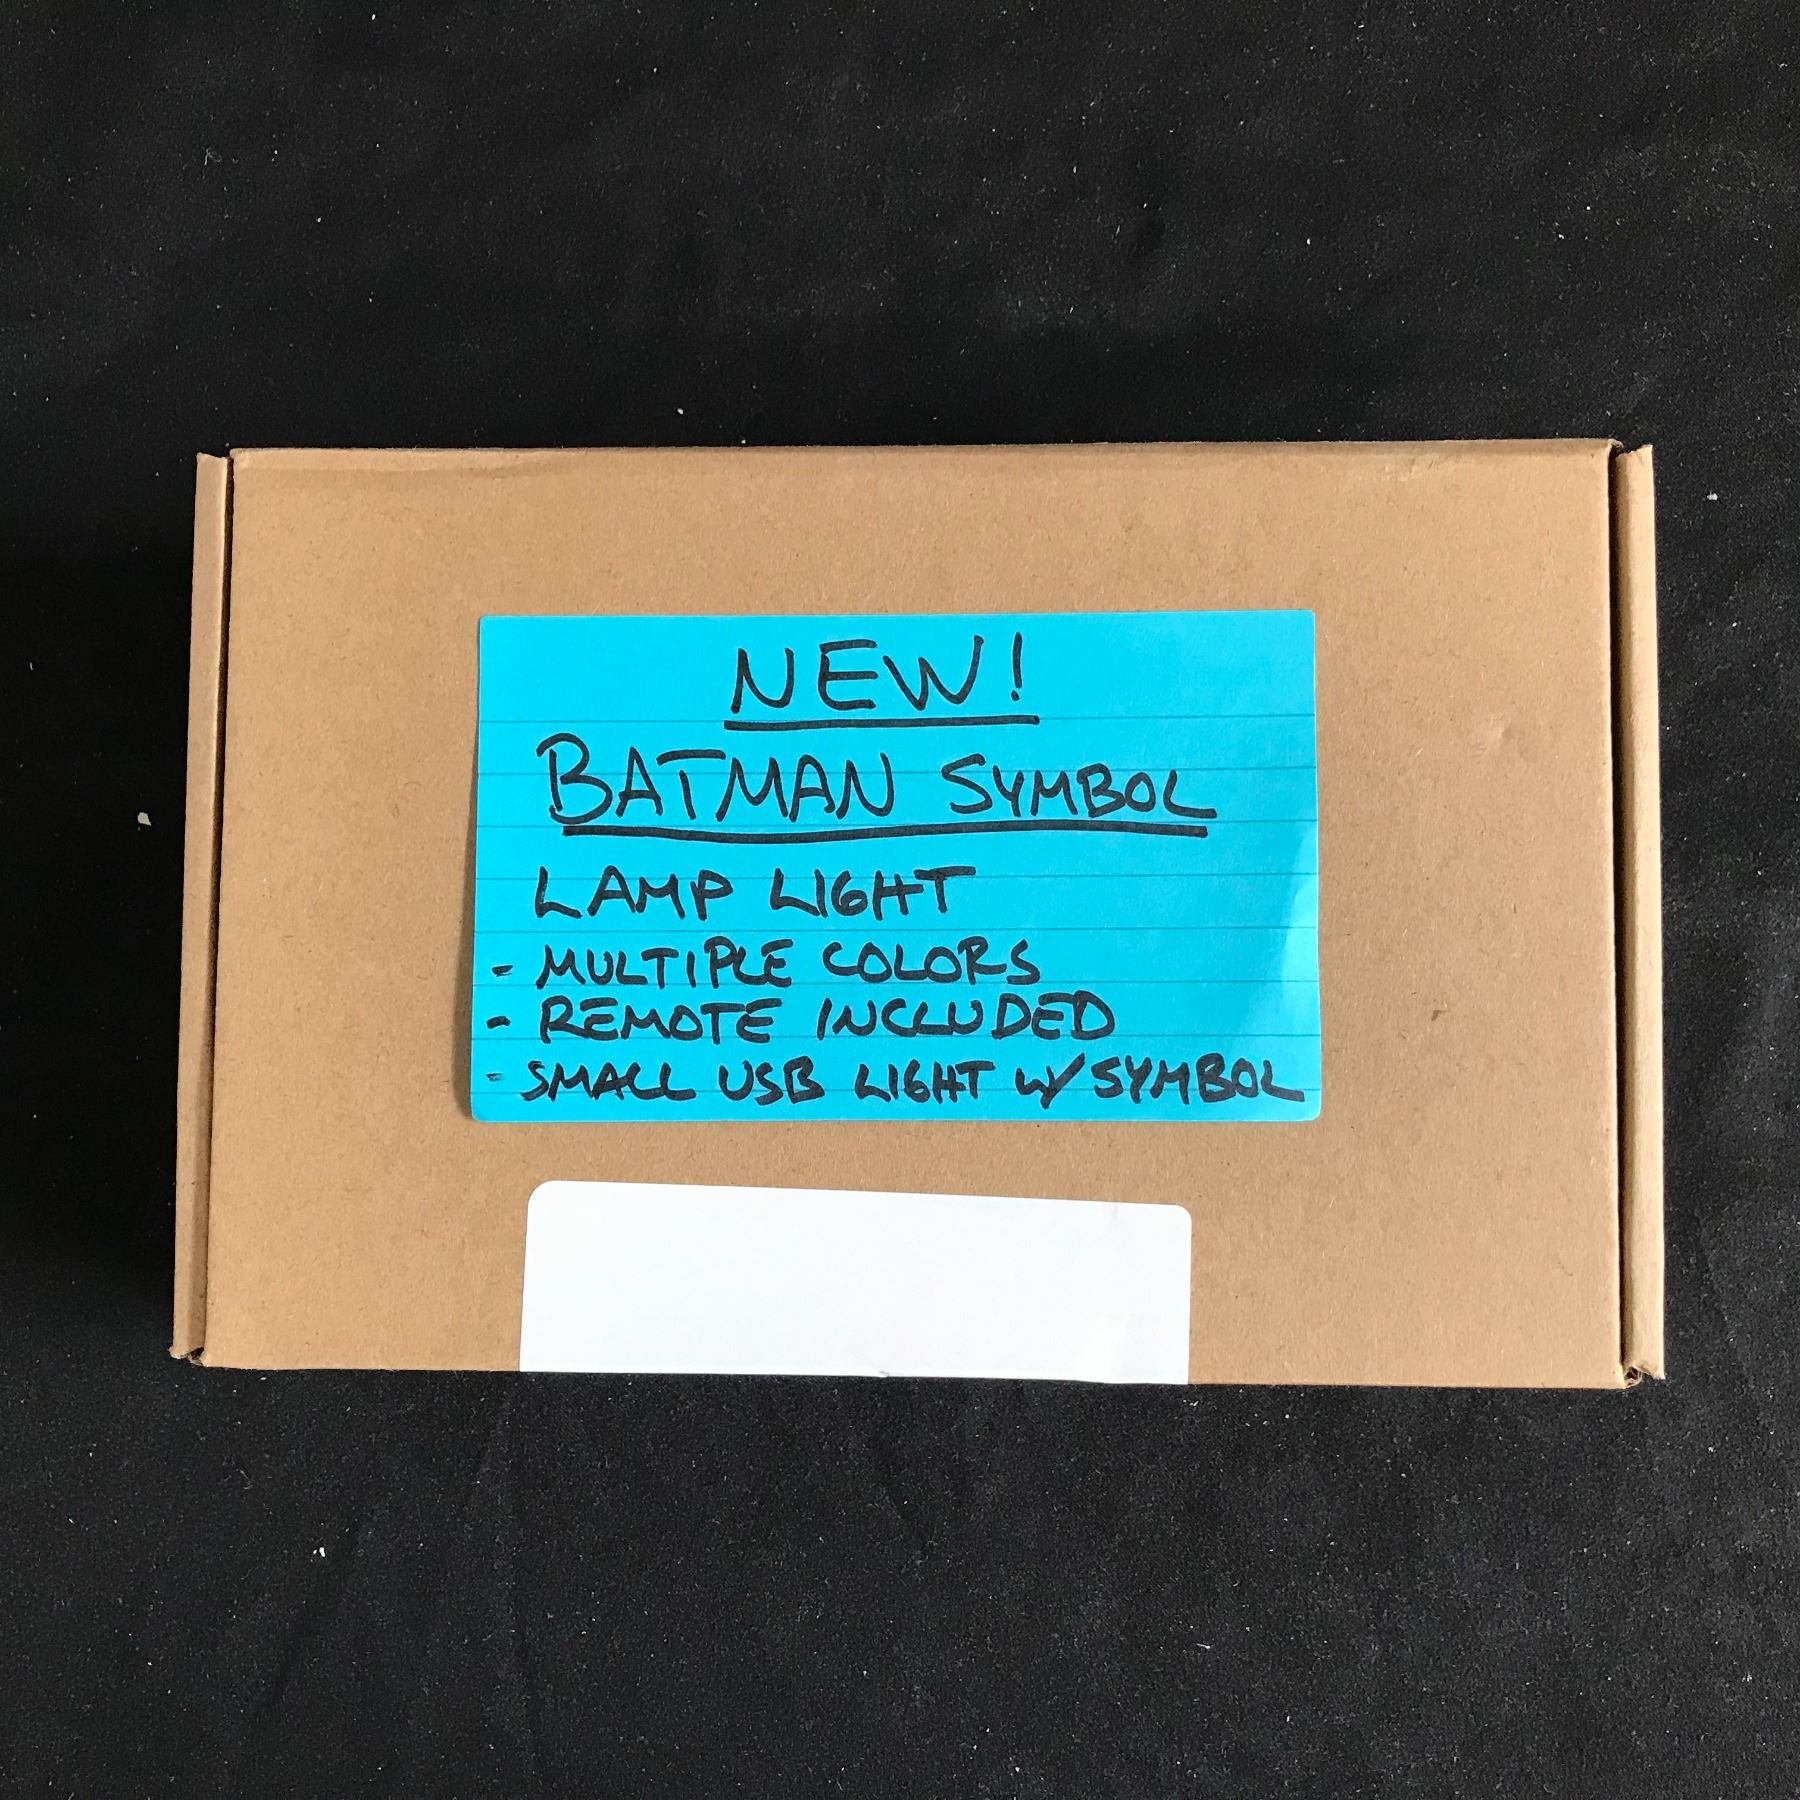 NEW!
BATMAN SYMBOL
LAMP LIGHT
- MULTIPLE COLORS
- REMOTE INCLUDED
- SMALL USB LIGHT W/ SYMBOL